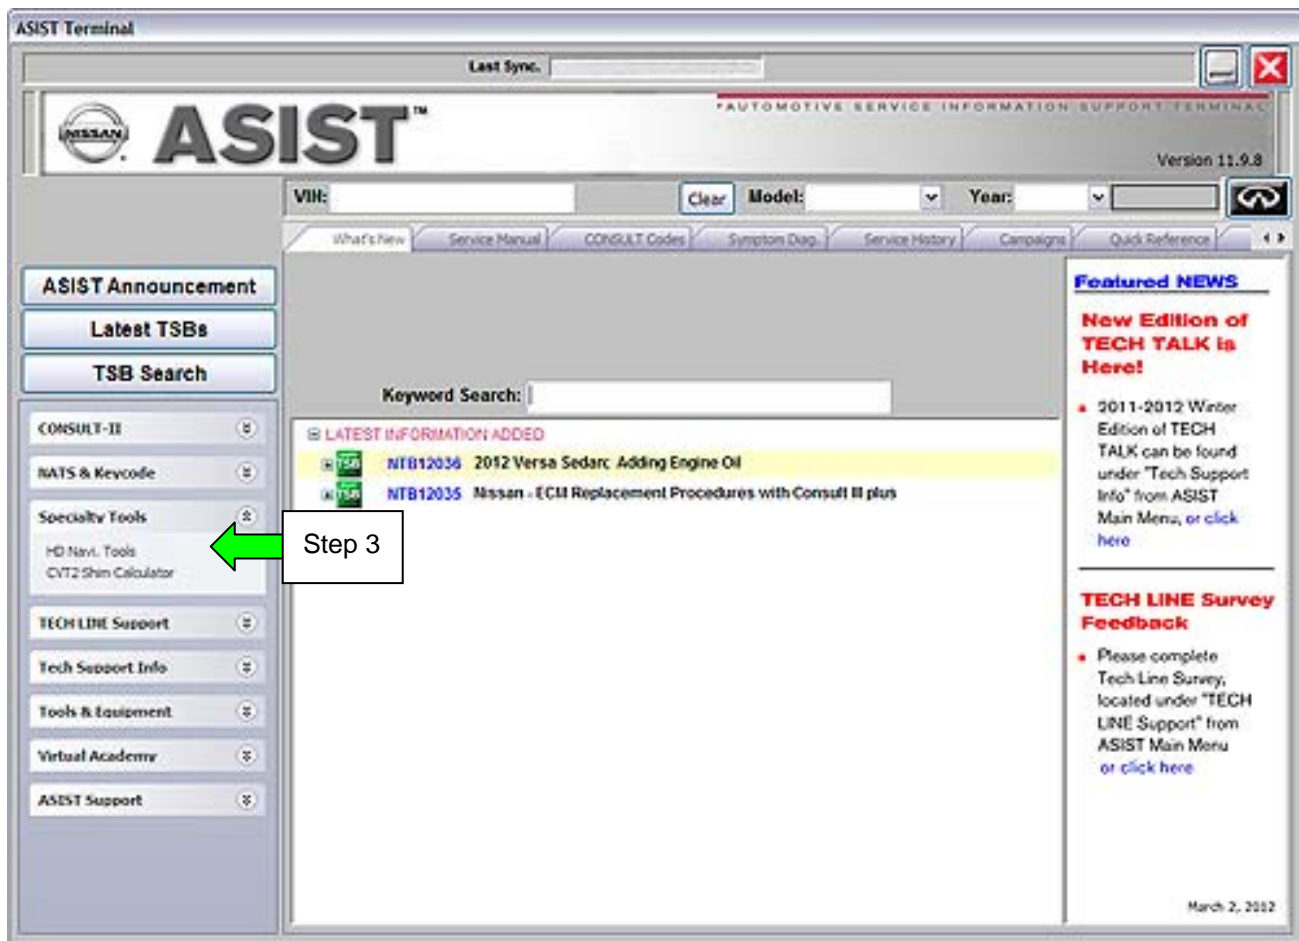 ASIST Terminal
Last Sync.
NISSAN
ASIST™
AUTOMOTIVE SERVICE INFORMATION SUPPORT TERMINAL
Version 11.9.8
VIN:
Clear
Model:
Year:
What's New
Service Manual
CONSULT Codes
Symptom Diag.
Service History
Campaigns
Quick Reference
ASIST Announcement
Latest TSBs
TSB Search
CONSULT-II
NATS & Keycode
Specialty Tools
HD Navi. Tools
CVT2 Shim Calculator
TECH LINE Support
Tech Support Info
Tools & Equipment
Virtual Academy
ASIST Support
Step 3
Keyword Search:
LATEST INFORMATION ADDED
TSB NTB12036 2012 Versa Sedan: Adding Engine Oil
TSB NTB12035 Nissan - ECM Replacement Procedures with Consult III plus
Featured NEWS
New Edition of
TECH TALK is
Here!
2011-2012 Winter
Edition of TECH
TALK can be found
under "Tech Support
Info" from ASIST
Main Menu, or click
here
TECH LINE Survey
Feedback
Please complete
Tech Line Survey,
located under "TECH
LINE Support" from
ASIST Main Menu
or click here
March 2, 2012